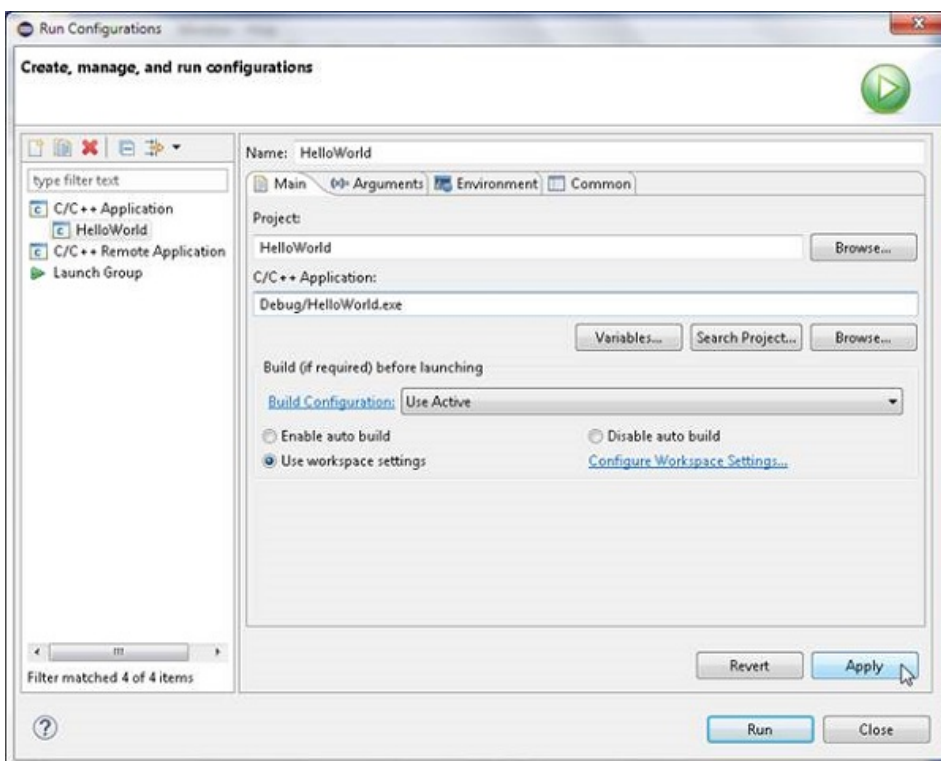 Run Configurations
Create, manage, and run configurations
type filter text
C/C++ Application
HelloWorld
C/C++ Remote Application
Launch Group
Filter matched 4 of 4 items
Name: HelloWorld
Main Arguments Environment Common
Project:
HelloWorld Browse...
C/C++ Application:
Debug/HelloWorld.exe
Variables... Search Project... Browse...
Build (if required) before launching
Build Configuration: Use Active
Enable auto build Disable auto build
Use workspace settings Configure Workspace Settings...
Revert Apply
Run Close